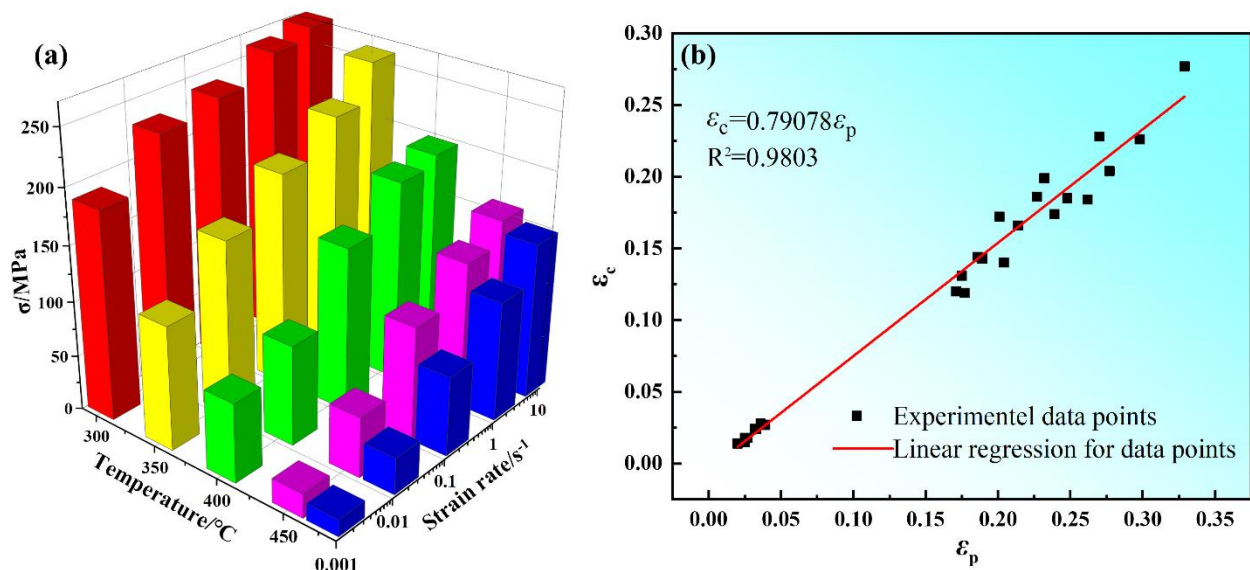 (a)
250
200
150
100
50
0
σ/MPa
300
350
400
450
Temperature/°C
0.001
0.01
0.1
1
10
Strain rate/s⁻¹
(b)
εc=0.79078εp
R²=0.9803
0.30
0.25
0.20
0.15
0.10
0.05
0.00
εc
Experimentel data points
Linear regression for data points
0.00 0.05 0.10 0.15 0.20 0.25 0.30 0.35
εp